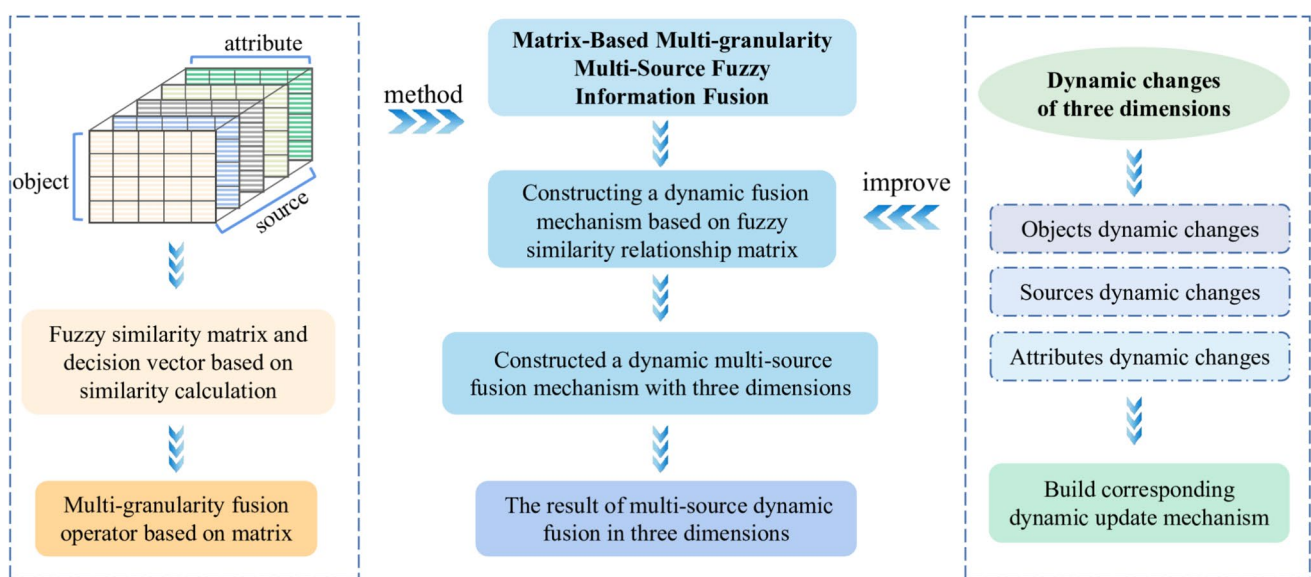 attribute
object
source
Fuzzy similarity matrix and
decision vector based on
similarity calculation
Multi-granularity fusion
operator based on matrix
method
Matrix-Based Multi-granularity
Multi-Source Fuzzy
Information Fusion
Constructing a dynamic fusion
mechanism based on fuzzy
similarity relationship matrix
Constructed a dynamic multi-source
fusion mechanism with three dimensions
The result of multi-source dynamic
fusion in three dimensions
improve
Dynamic changes
of three dimensions
Objects dynamic changes
Sources dynamic changes
Attributes dynamic changes
Build corresponding
dynamic update mechanism